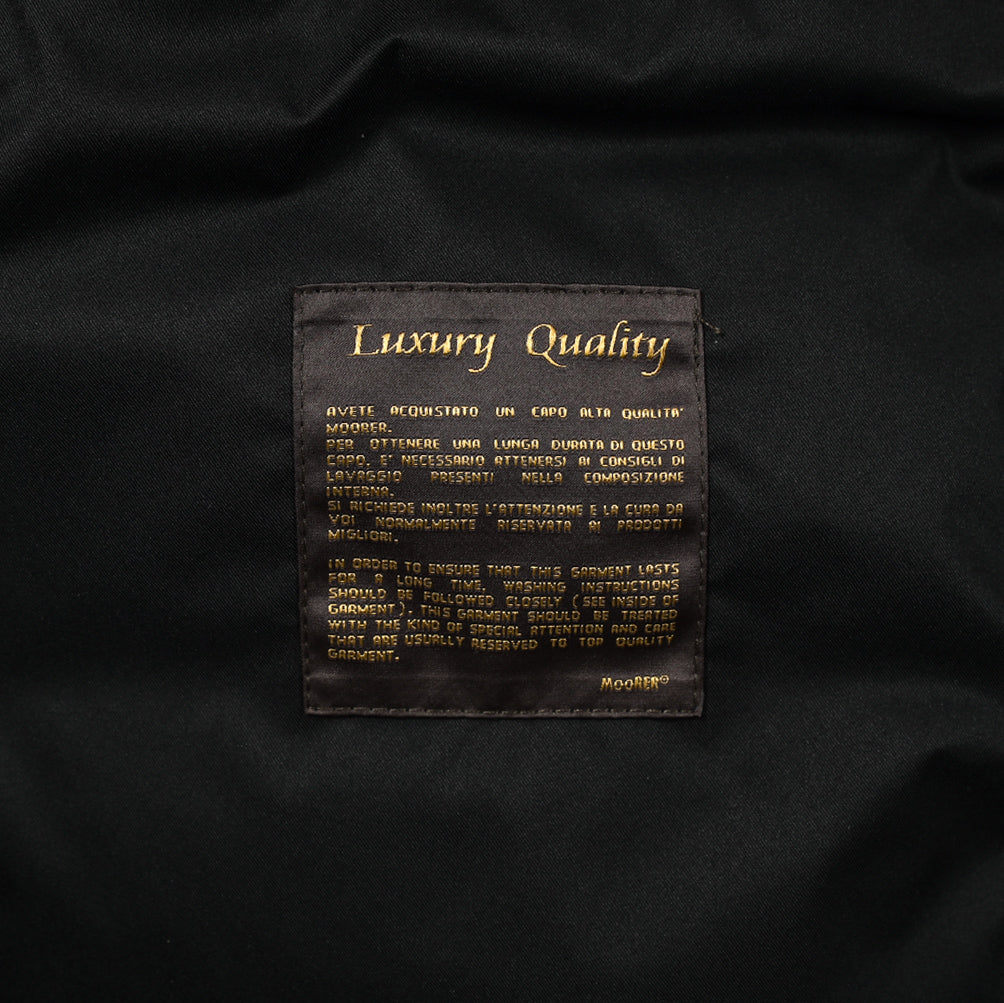 Luxury Quality
AVETE ACQUISTATO UN CAPO ALTA QUALITA'
MOORER.
PER OTTENERE UNA LUNGA DURATA DI QUESTO
CAPO, E' NECESSARIO ATTENERSI AI CONSIGLI DI
LAVAGGIO PRESENTI NELLA COMPOSIZIONE
INTERNA.
SI RICHIEDE INOLTRE L'ATTENZIONE E LA CURA DA
VOI NORMALMENTE RISERVATA AI PRODOTTI
MIGLIORI.
IN ORDER TO ENSURE THAT THIS GARMENT LASTS
FOR A LONG TIME, WASHING INSTRUCTIONS
SHOULD BE FOLLOWED CLOSELY (SEE INSIDE OF
GARMENT). THIS GARMENT SHOULD BE TREATED
WITH THE KIND OF SPECIAL ATTENTION AND CARE
THAT ARE USUALLY RESERVED TO TOP QUALITY
GARMENT.
MOORER®